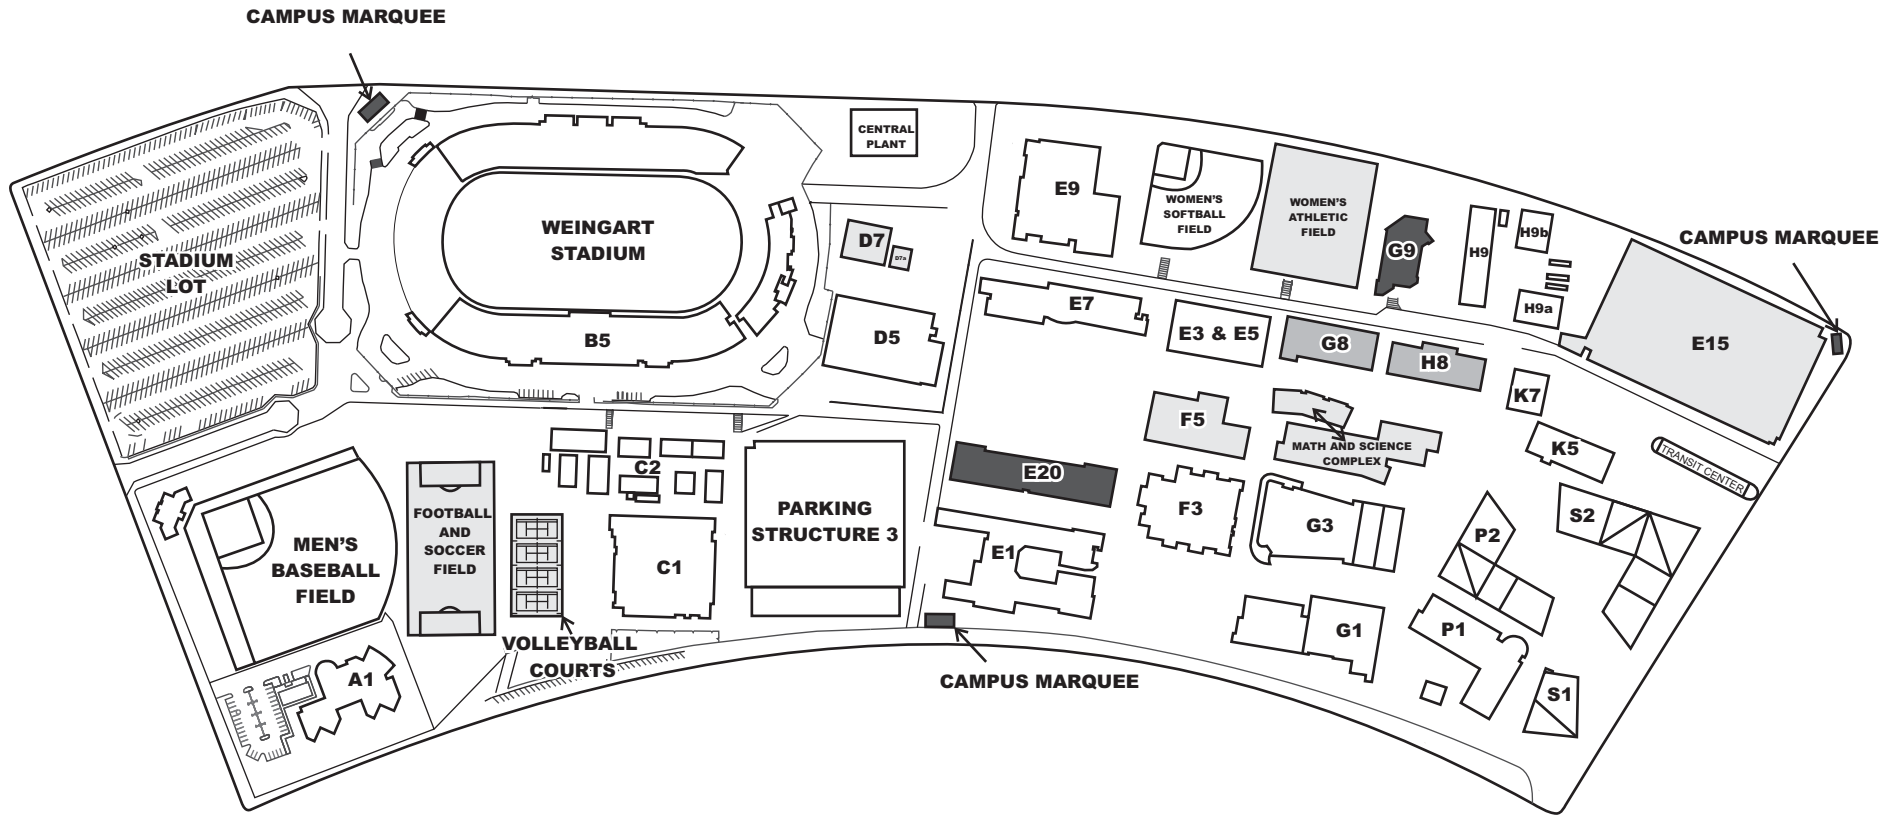 CAMPUS MARQUEE
CENTRAL
PLANT
E9
WOMEN'S
SOFTBALL
FIELD
WOMEN'S
ATHLETIC
FIELD
G9
H9
H9b
H9a
CAMPUS MARQUEE
WEINGART
STADIUM
STADIUM
LOT
D7
D7a
E7
E3 & E5
G8
H8
E15
B5
D5
K7
F5
MATH AND SCIENCE
COMPLEX
K5
TRANSIT CENTER
C2
E20
F3
G3
P2
S2
PARKING
STRUCTURE 3
FOOTBALL
AND
SOCCER
FIELD
MEN'S
BASEBALL
FIELD
C1
E1
VOLLEYBALL
COURTS
G1
P1
A1
CAMPUS MARQUEE
S1